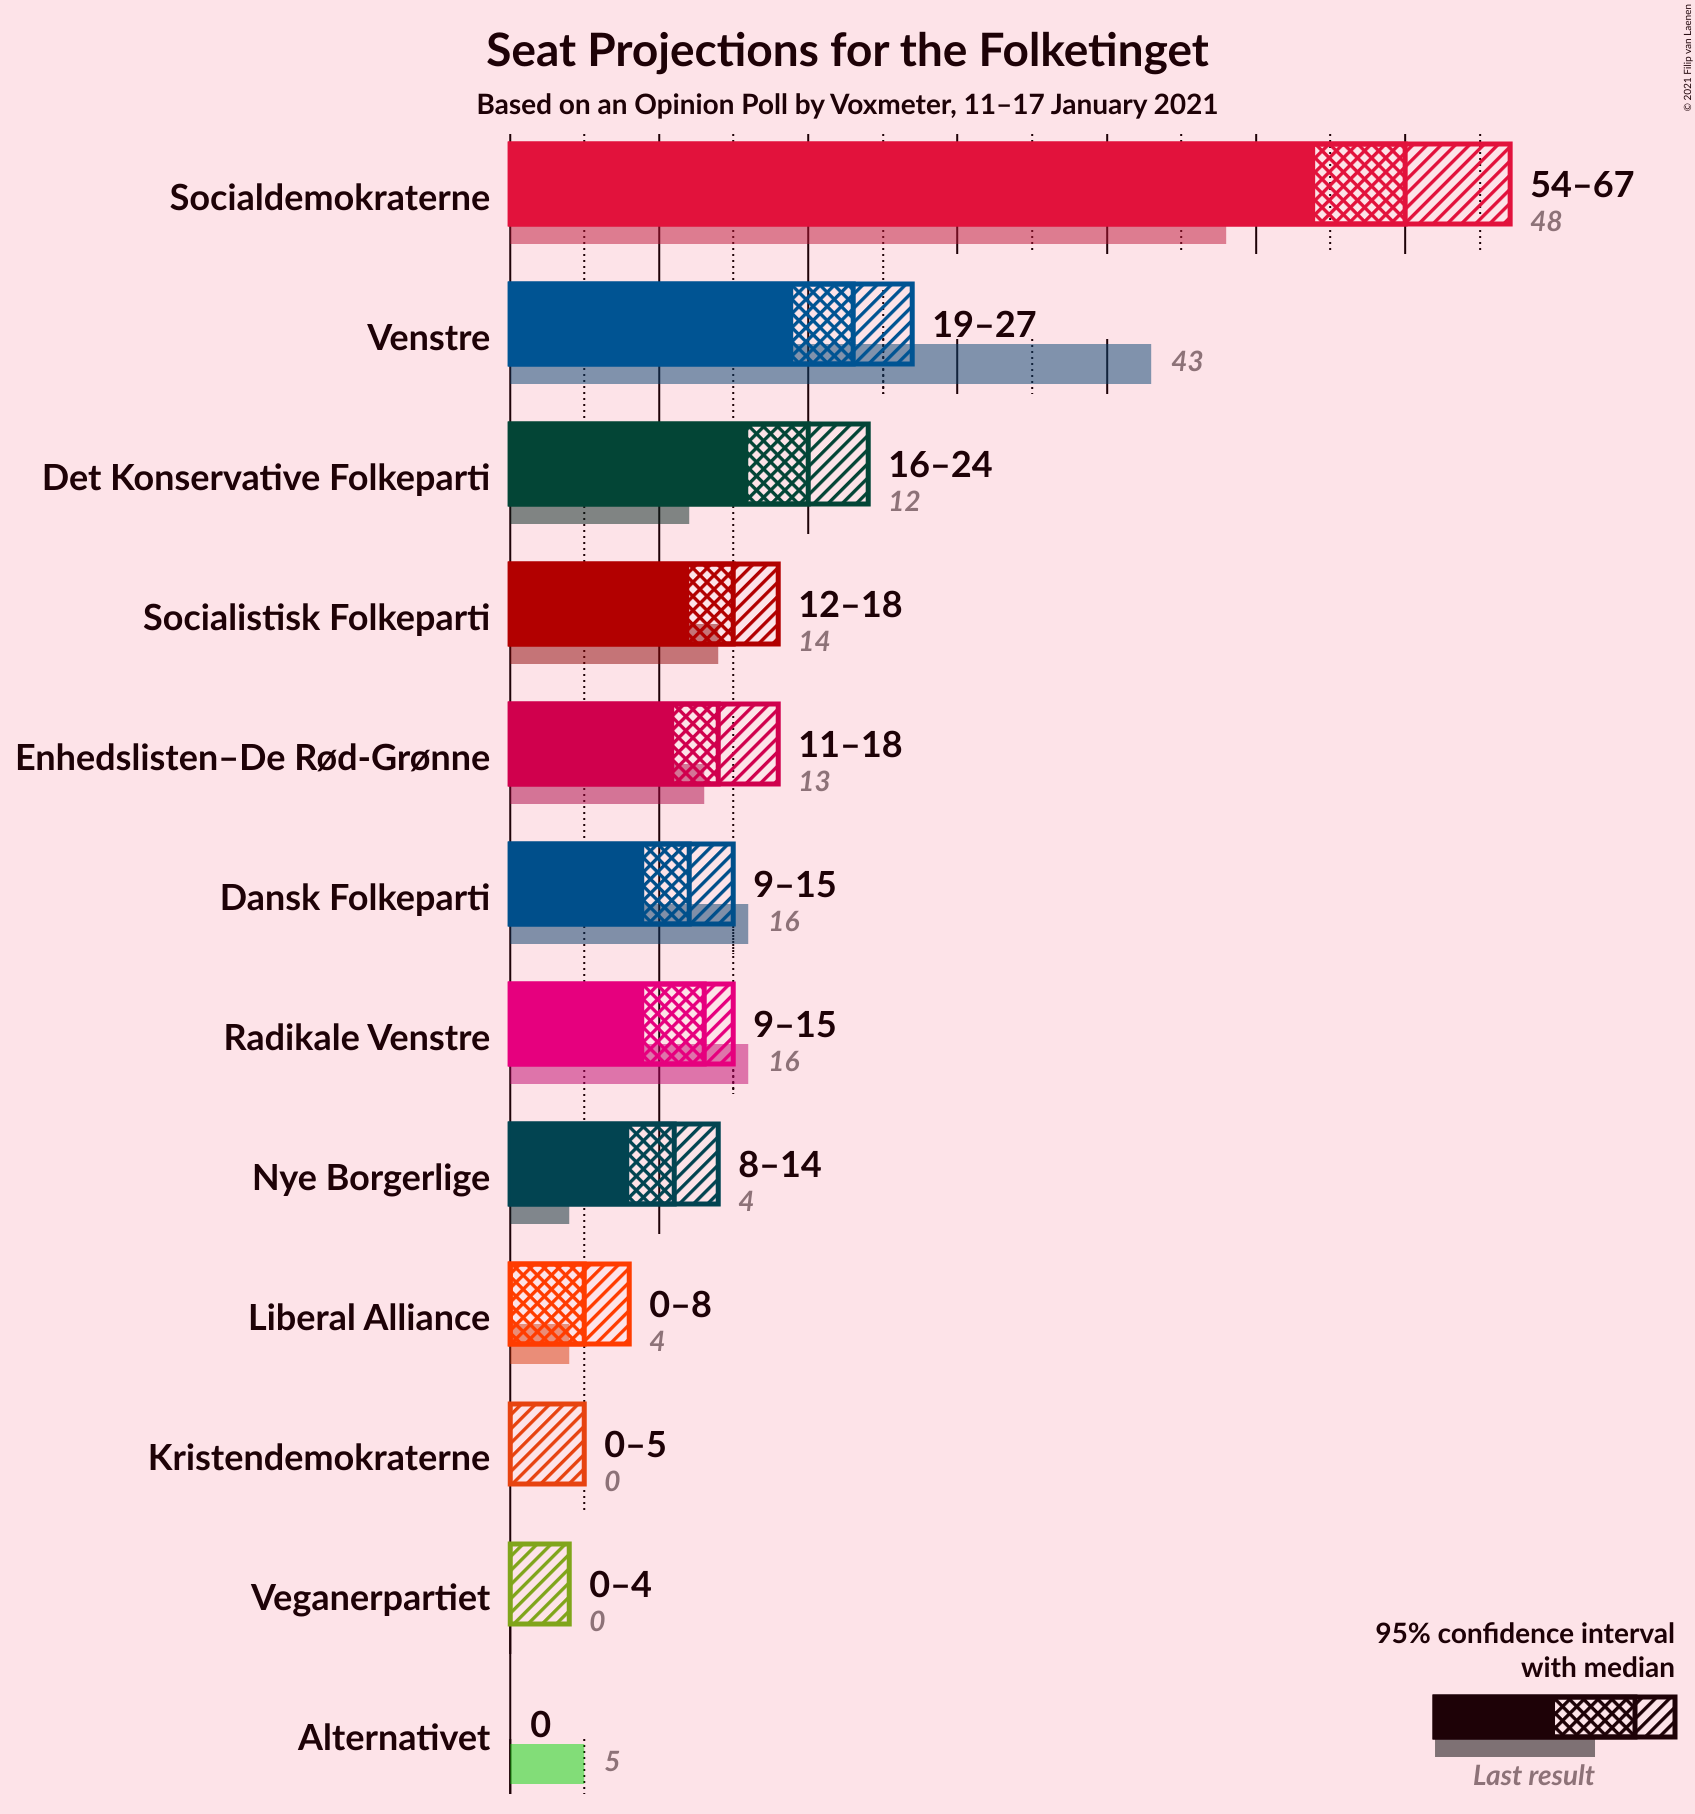 Seat Projections for the Folketinget
Based on an Opinion Poll by Voxmeter, 11–17 January 2021
© 2021 Filip van Laenen
Socialdemokraterne
54–67
48
Venstre
19–27
43
Det Konservative Folkeparti
16–24
12
Socialistisk Folkeparti
12–18
14
Enhedslisten–De Rød-Grønne
11–18
13
Dansk Folkeparti
9–15
16
Radikale Venstre
9–15
16
Nye Borgerlige
8–14
4
Liberal Alliance
0–8
4
Kristendemokraterne
0–5
0
Veganerpartiet
0–4
0
Alternativet
0
5
95% confidence interval
with median
Last result